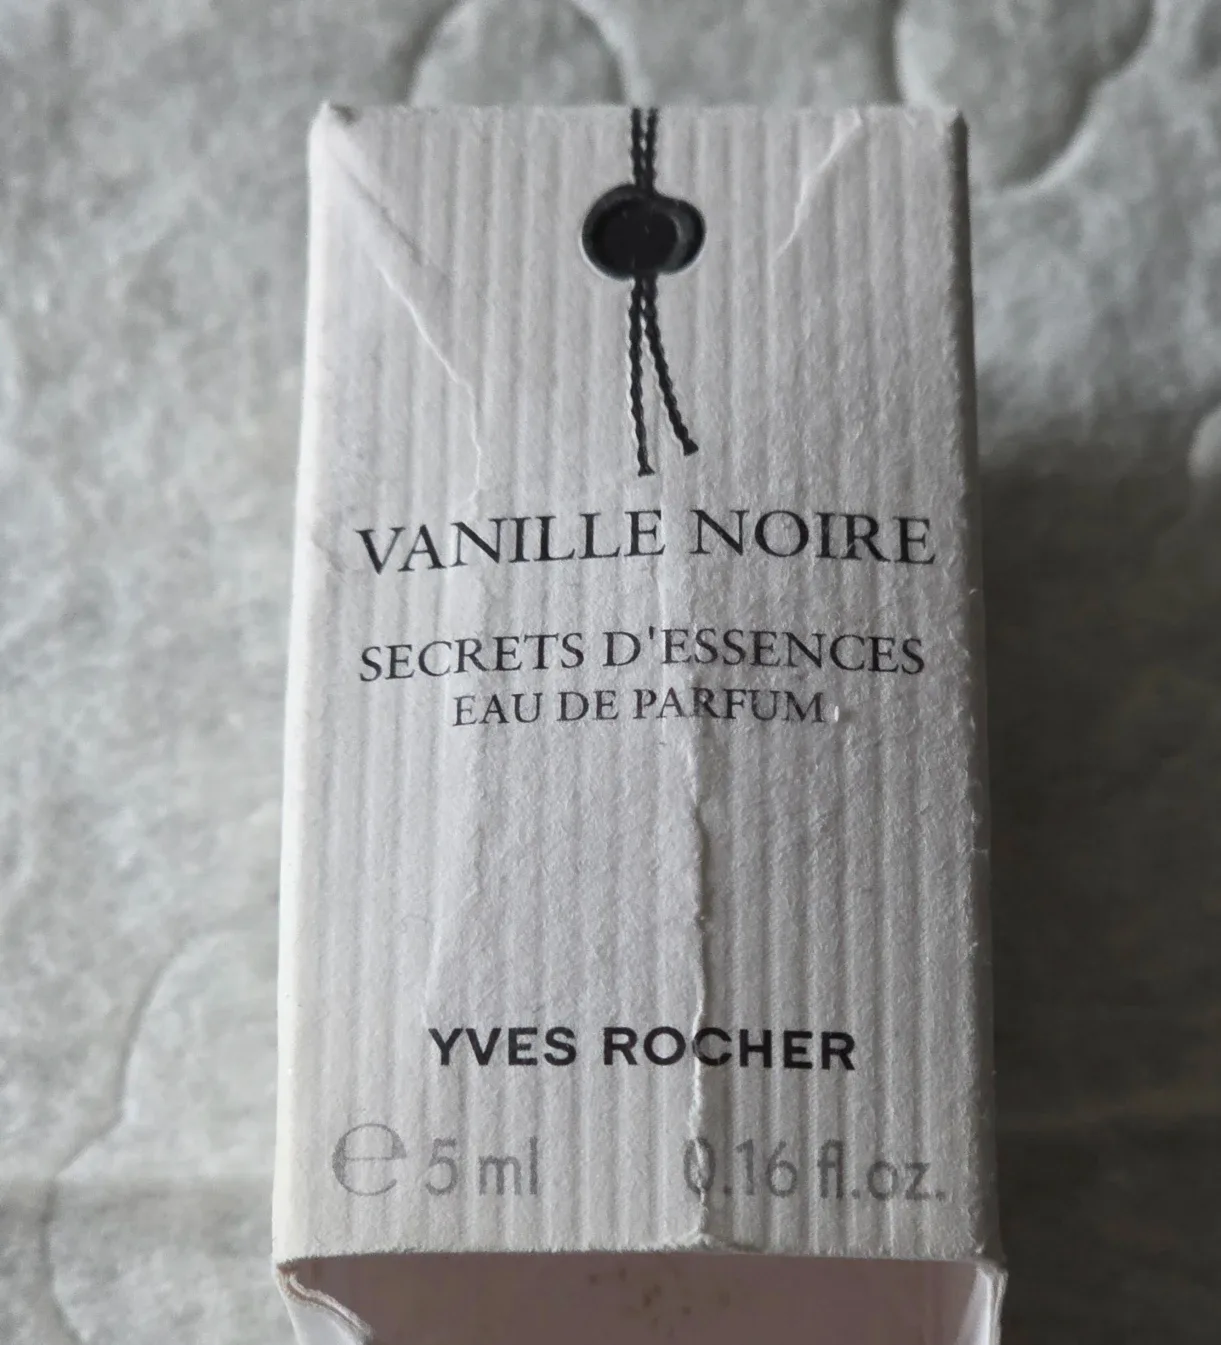 VANILLE NOIRE
SECRETS D'ESSENCES
EAU DE PARFUM
YVES ROCHER
℮ 5 ml 0.16 fl.oz.